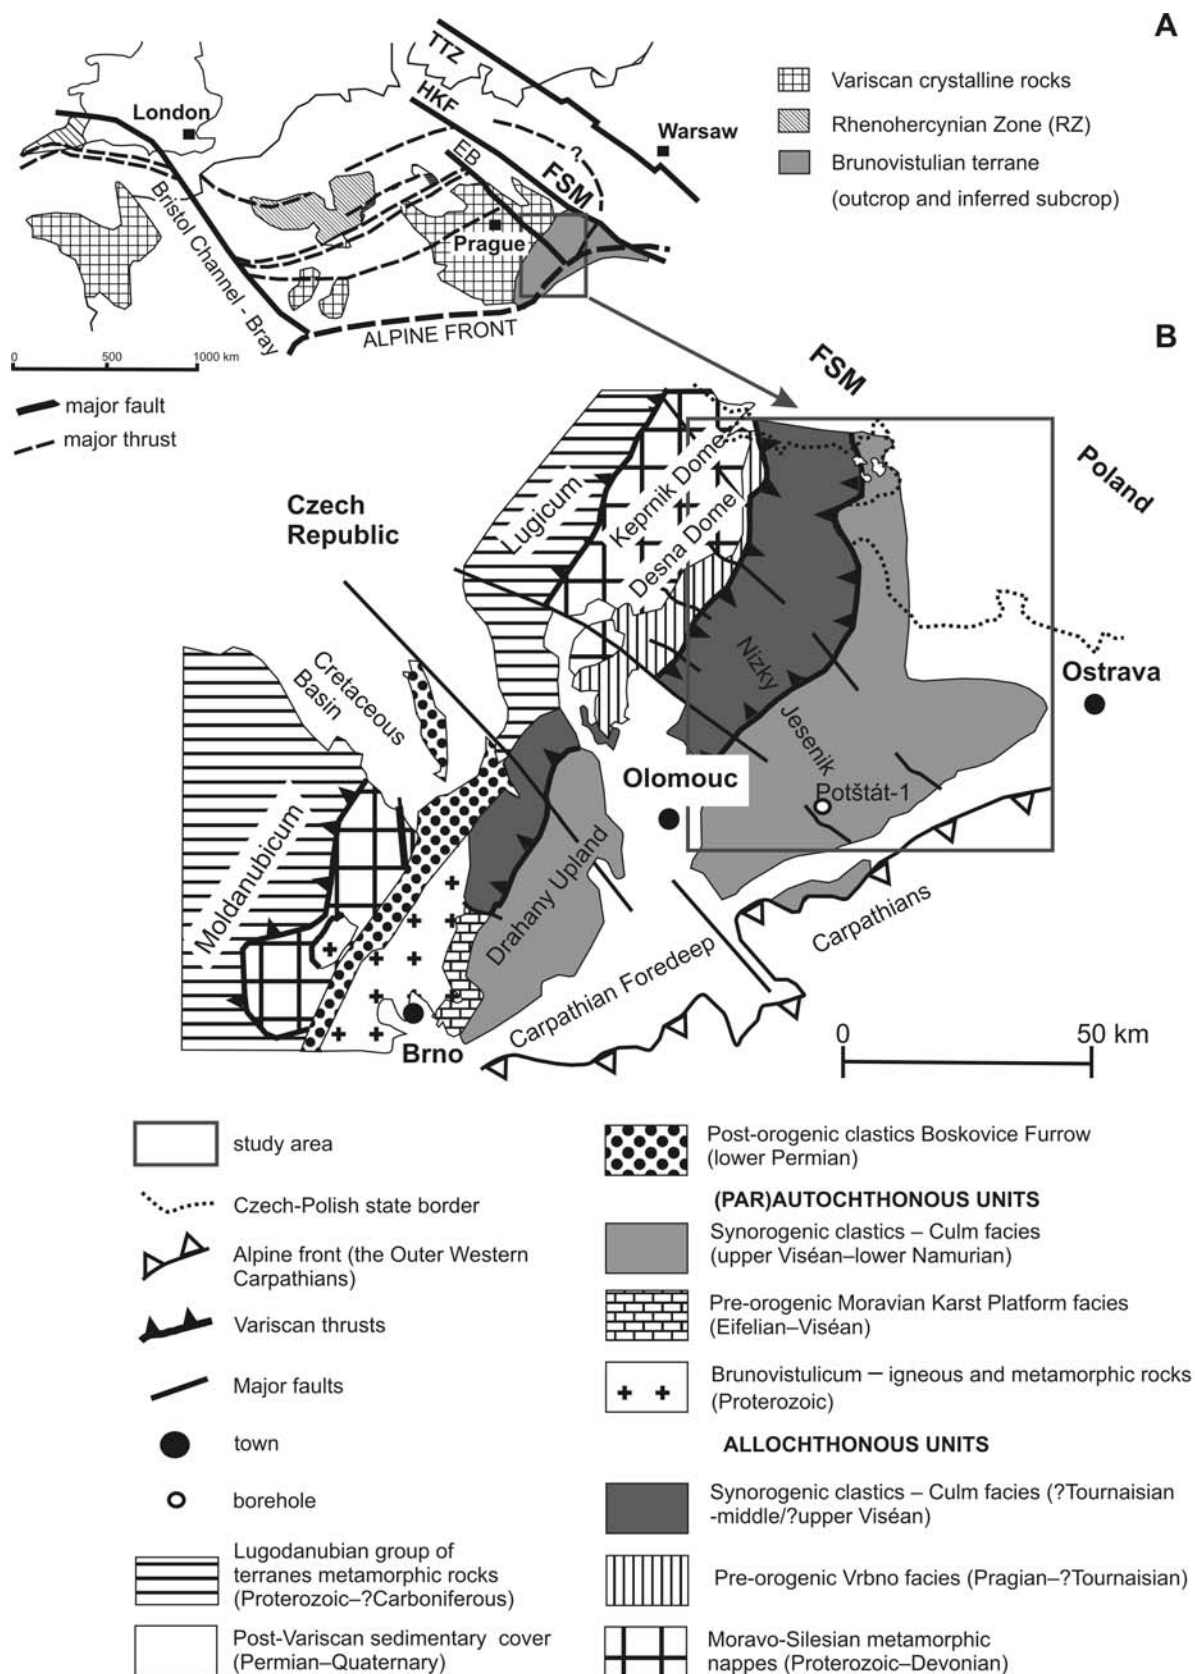 A
TTZ
HKF
London
Warsaw
EB
?
FSM
Bristol Channel - Bray
Prague
ALPINE FRONT
Variscan crystalline rocks
Rhenohercynian Zone (RZ)
Brunovistulian terrane
(outcrop and inferred subcrop)
0 500 1000 km
major fault
major thrust
B
FSM
Poland
Czech
Republic
Lugicum
Keprnik Dome
Desna Dome
Nizky Jesenik
Ostrava
Cretaceous
Basin
Olomouc
Potštát-1
Moldanubicum
Drahany Upland
Carpathians
Carpathian Foredeep
Brno
0 50 km
study area
Czech-Polish state border
Alpine front (the Outer Western
Carpathians)
Variscan thrusts
Major faults
town
borehole
Lugodanubian group of
terranes metamorphic rocks
(Proterozoic–?Carboniferous)
Post-Variscan sedimentary cover
(Permian–Quaternary)
Post-orogenic clastics Boskovice Furrow
(lower Permian)
(PAR)AUTOCHTHONOUS UNITS
Synorogenic clastics – Culm facies
(upper Viséan–lower Namurian)
Pre-orogenic Moravian Karst Platform facies
(Eifelian–Viséan)
Brunovistulicum – igneous and metamorphic rocks
(Proterozoic)
ALLOCHTHONOUS UNITS
Synorogenic clastics – Culm facies (?Tournaisian
-middle/?upper Viséan)
Pre-orogenic Vrbno facies (Pragian–?Tournaisian)
Moravo-Silesian metamorphic
nappes (Proterozoic–Devonian)